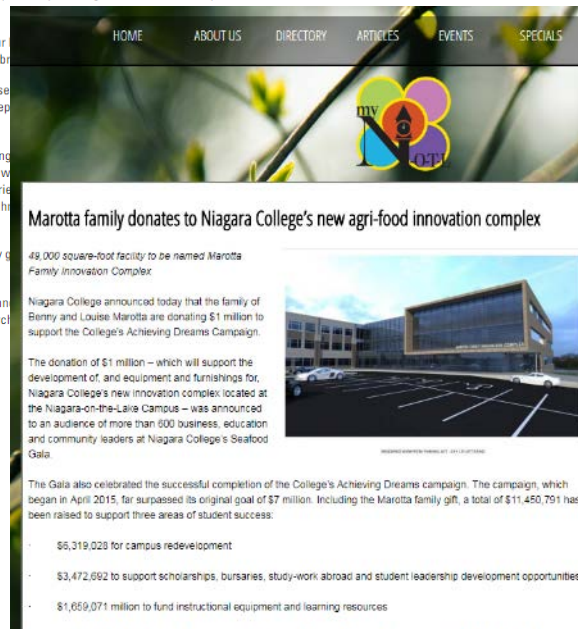 HOME ABOUT US DIRECTORY ARTICLES EVENTS SPECIALS
my
N O-T-L
Marotta family donates to Niagara College's new agri-food innovation complex
49,000 square-foot facility to be named Marotta
Family Innovation Complex
Niagara College announced today that the family of
Benny and Louise Marotta are donating $1 million to
support the College's Achieving Dreams Campaign.
The donation of $1 million – which will support the
development of, and equipment and furnishings for,
Niagara College's new innovation complex located at
the Niagara-on-the-Lake Campus – was announced
to an audience of more than 600 business, education
and community leaders at Niagara College's Seafood
Gala.
The Gala also celebrated the successful completion of the College's Achieving Dreams campaign. The campaign, which
began in April 2015, far surpassed its original goal of $7 million. Including the Marotta family gift, a total of $11,450,791 has
been raised to support three areas of student success:
· $6,319,028 for campus redevelopment
· $3,472,692 to support scholarships, bursaries, study-work abroad and student leadership development opportunities
· $1,659,071 million to fund instructional equipment and learning resources